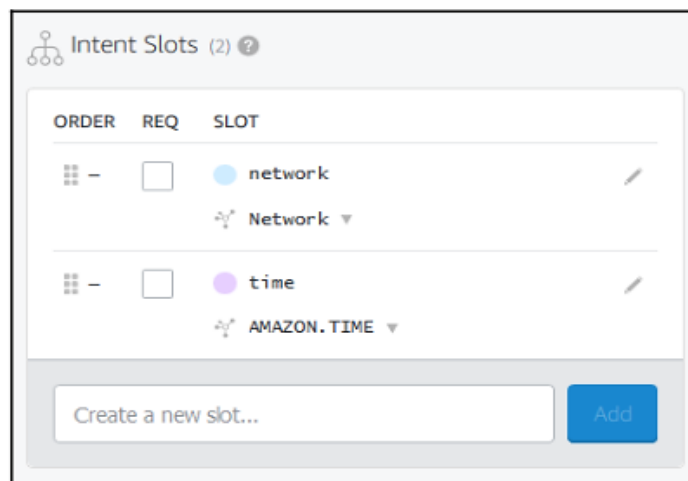 Intent Slots (2) ?
ORDER REQ SLOT
– network
Network ▼
– time
AMAZON.TIME ▼
Create a new slot... Add